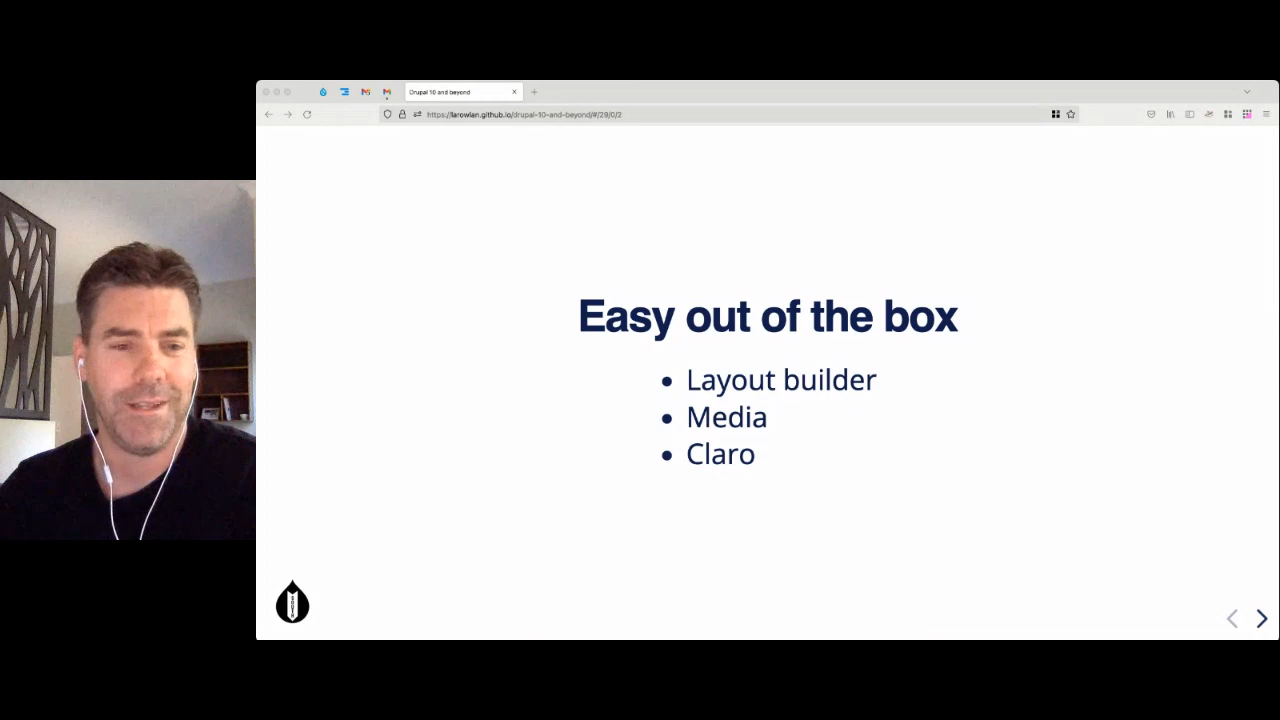 Drupal 10 and beyond
https://larowlan.github.io/drupal-10-and-beyond/#/29/0/2
Easy out of the box
• Layout builder
• Media
• Claro